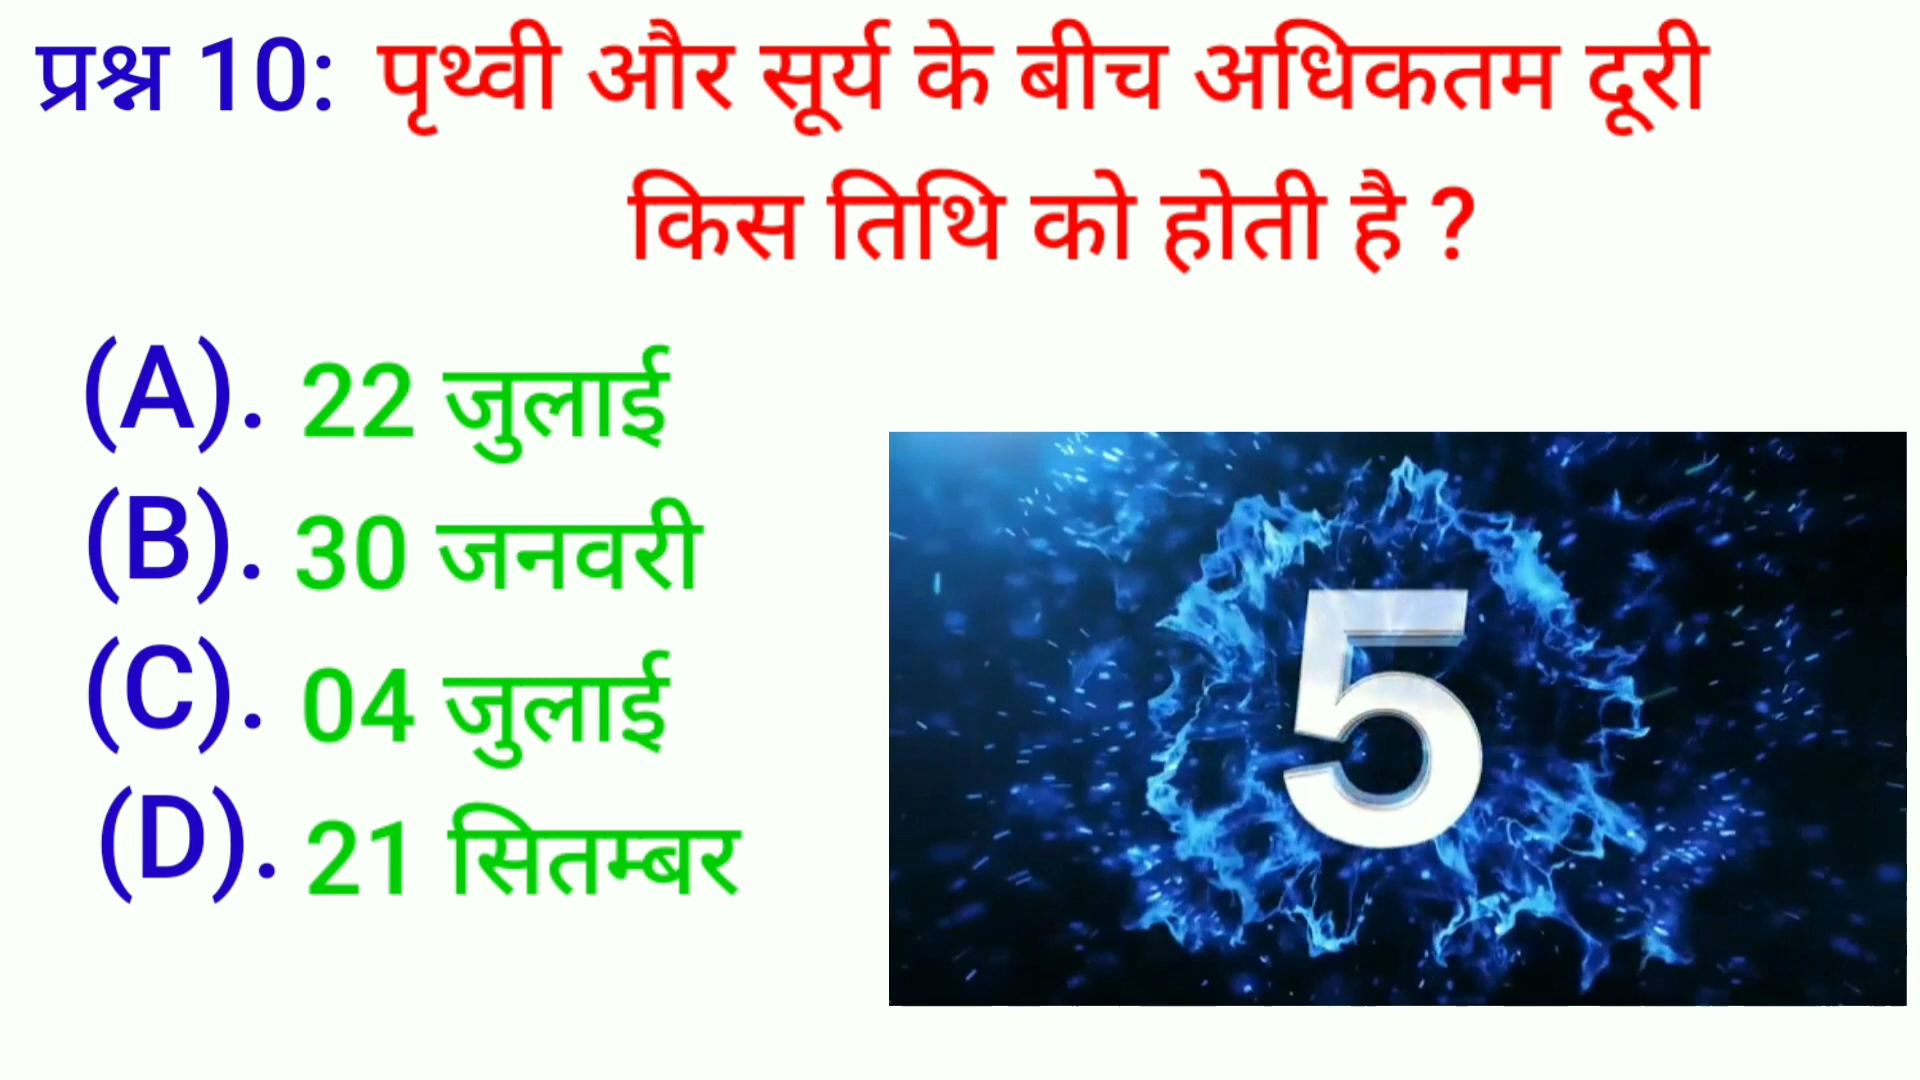 प्रश्न 10: पृथ्वी और सूर्य के बीच अधिकतम दूरी
किस तिथि को होती है ?
(A). 22 जुलाई
(B). 30 जनवरी
(C). 04 जुलाई
(D). 21 सितम्बर
5